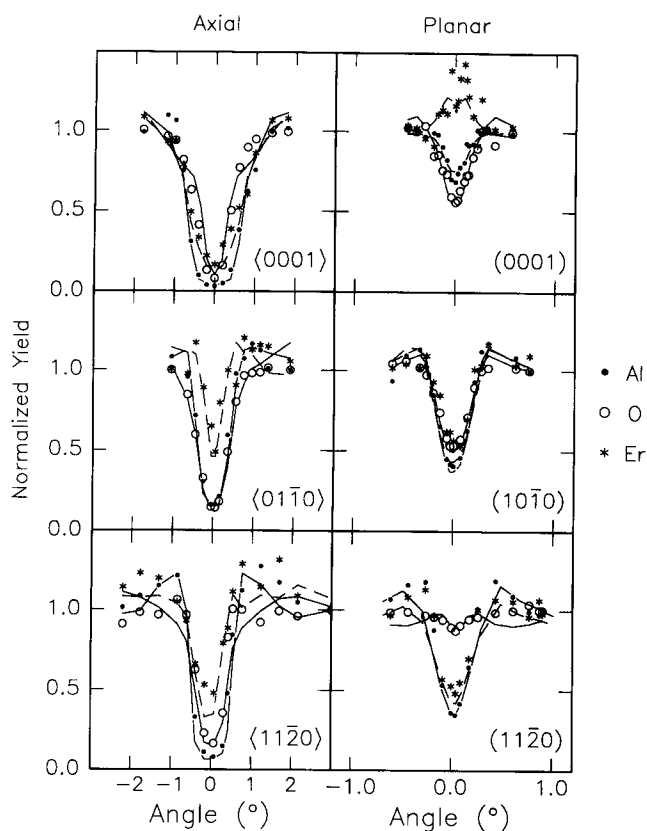 Axial
Planar
1.0
0.5
0.0
⟨0001⟩
(0001)
1.0
0.5
0.0
⟨011̅0⟩
(101̅0)
1.0
0.5
0.0
⟨112̅0⟩
(112̅0)
Normalized Yield
• Al
○ O
* Er
−2 −1 0 1 2
−1.0 0.0 1.0
Angle (°)
Angle (°)